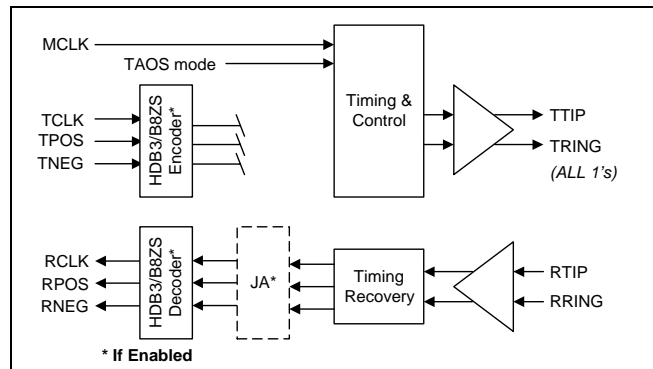 MCLK
TAOS mode
TCLK
TPOS
TNEG
HDB3/B8ZS
Encoder*
Timing &
Control
TTIP
TRING
(ALL 1's)
RCLK
RPOS
RNEG
HDB3/B8ZS
Decoder*
JA*
Timing
Recovery
RTIP
RRING
* If Enabled